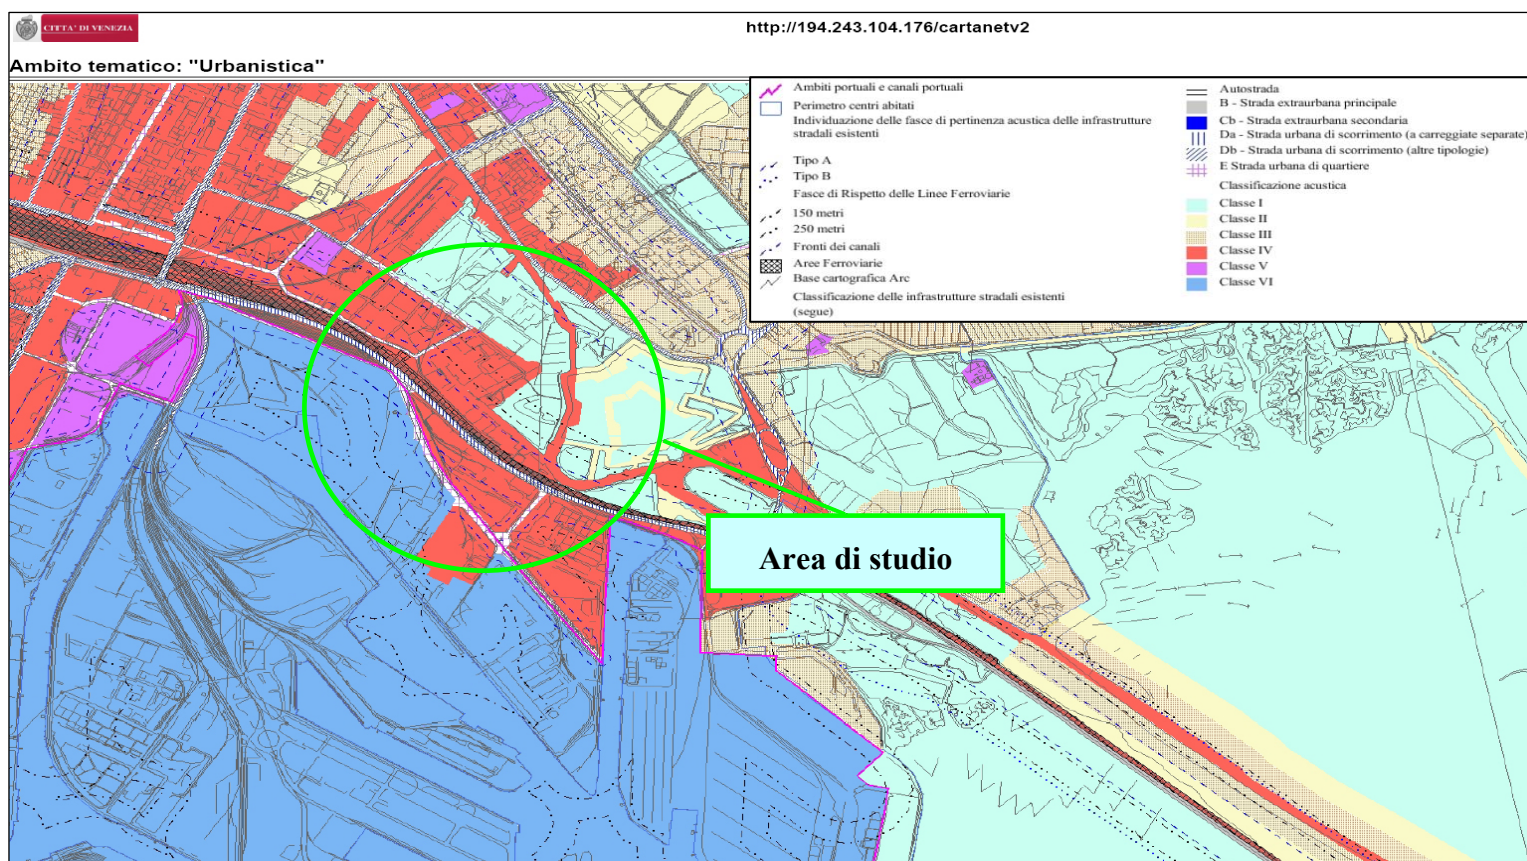 CITTA' DI VENEZIA
http://194.243.104.176/cartanetv2
Ambito tematico: "Urbanistica"
Ambiti portuali e canali portuali
Perimetro centri abitati
Individuazione delle fasce di pertinenza acustica delle infrastrutture
stradali esistenti
Tipo A
Tipo B
Fasce di Rispetto delle Linee Ferroviarie
150 metri
250 metri
Fronti dei canali
Aree Ferroviarie
Base cartografica Arc
Classificazione delle infrastrutture stradali esistenti
(segue)
Autostrada
B - Strada extraurbana principale
Cb - Strada extraurbana secondaria
Da - Strada urbana di scorrimento (a carreggiate separate)
Db - Strada urbana di scorrimento (altre tipologie)
E Strada urbana di quartiere
Classificazione acustica
Classe I
Classe II
Classe III
Classe IV
Classe V
Classe VI
Area di studio